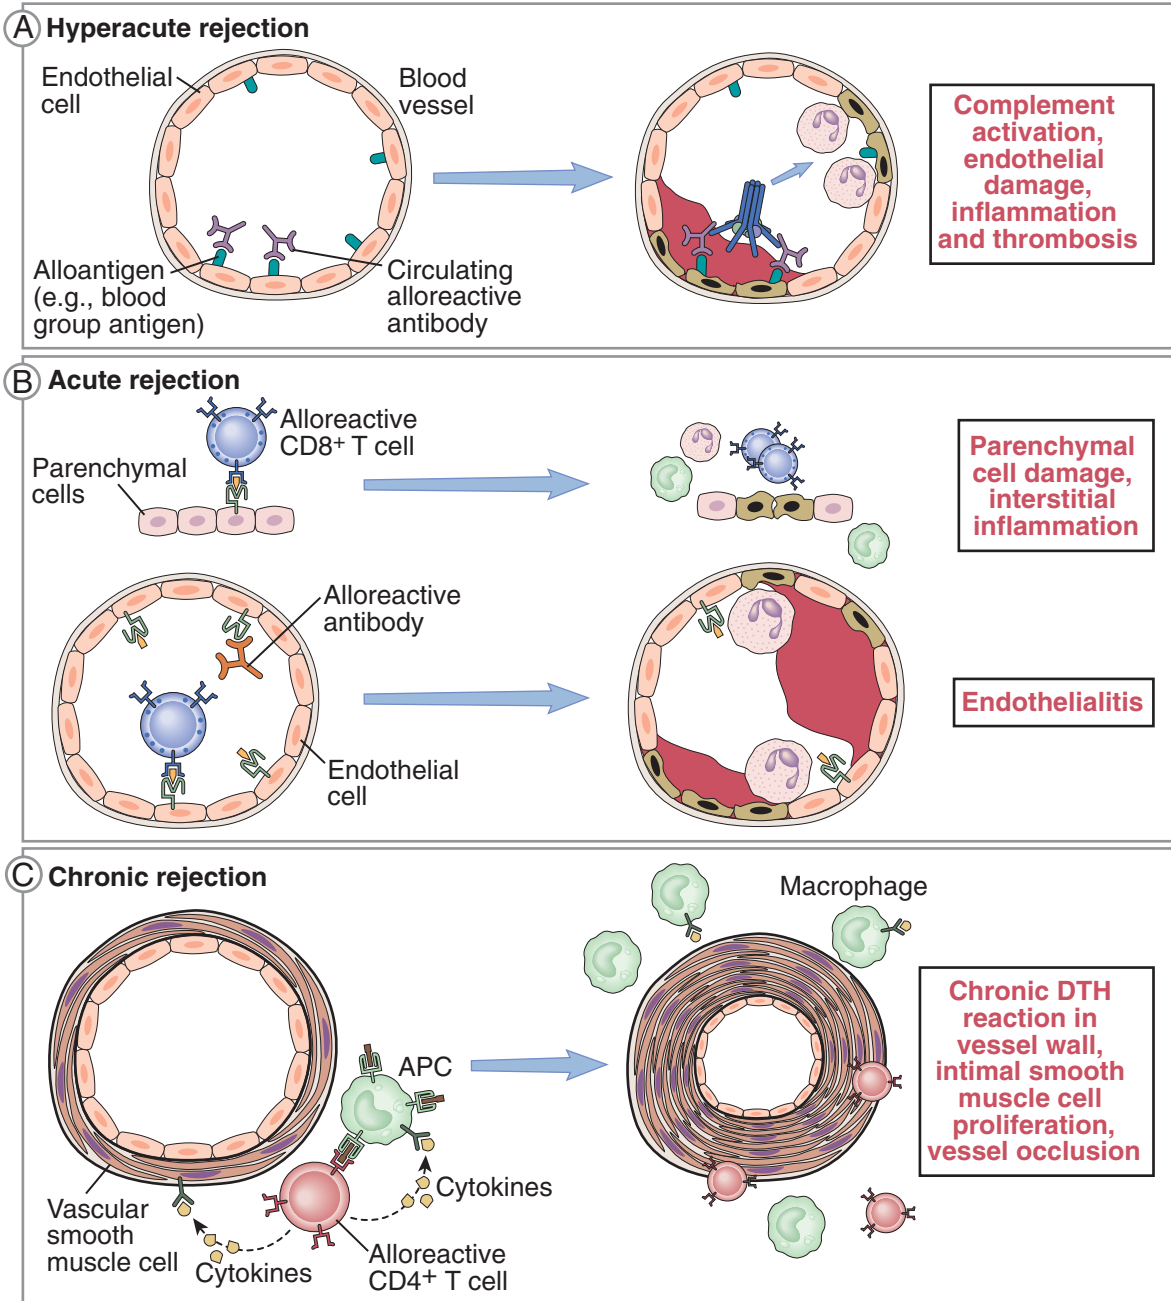 A Hyperacute rejection
Endothelial
cell
Blood
vessel
Alloantigen
(e.g., blood
group antigen)
Circulating
alloreactive
antibody
Complement
activation,
endothelial
damage,
inflammation
and thrombosis
B Acute rejection
Alloreactive
CD8+ T cell
Parenchymal
cells
Parenchymal
cell damage,
interstitial
inflammation
Alloreactive
antibody
Endothelial
cell
Endothelialitis
C Chronic rejection
Macrophage
APC
Cytokines
Vascular
smooth
muscle cell
Cytokines
Alloreactive
CD4+ T cell
Chronic DTH
reaction in
vessel wall,
intimal smooth
muscle cell
proliferation,
vessel occlusion